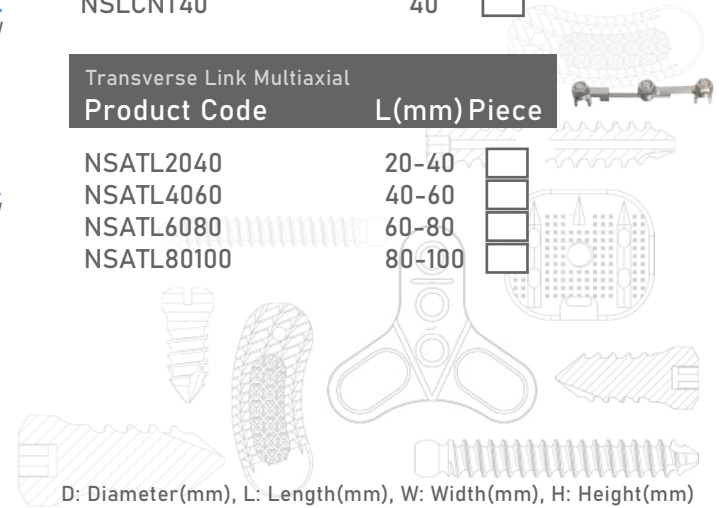 NSLCNT40 40
Transverse Link Multiaxial
Product Code L(mm) Piece
NSATL2040 20-40
NSATL4060 40-60
NSATL6080 60-80
NSATL80100 80-100
D: Diameter(mm), L: Length(mm), W: Width(mm), H: Height(mm)